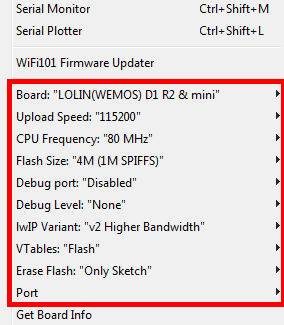 Serial Monitor Ctrl+Shift+M
Serial Plotter Ctrl+Shift+L
WiFi101 Firmware Updater
Board: "LOLIN(WEMOS) D1 R2 & mini"
Upload Speed: "115200"
CPU Frequency: "80 MHz"
Flash Size: "4M (1M SPIFFS)"
Debug port: "Disabled"
Debug Level: "None"
IwIP Variant: "v2 Higher Bandwidth"
VTables: "Flash"
Erase Flash: "Only Sketch"
Port
Get Board Info